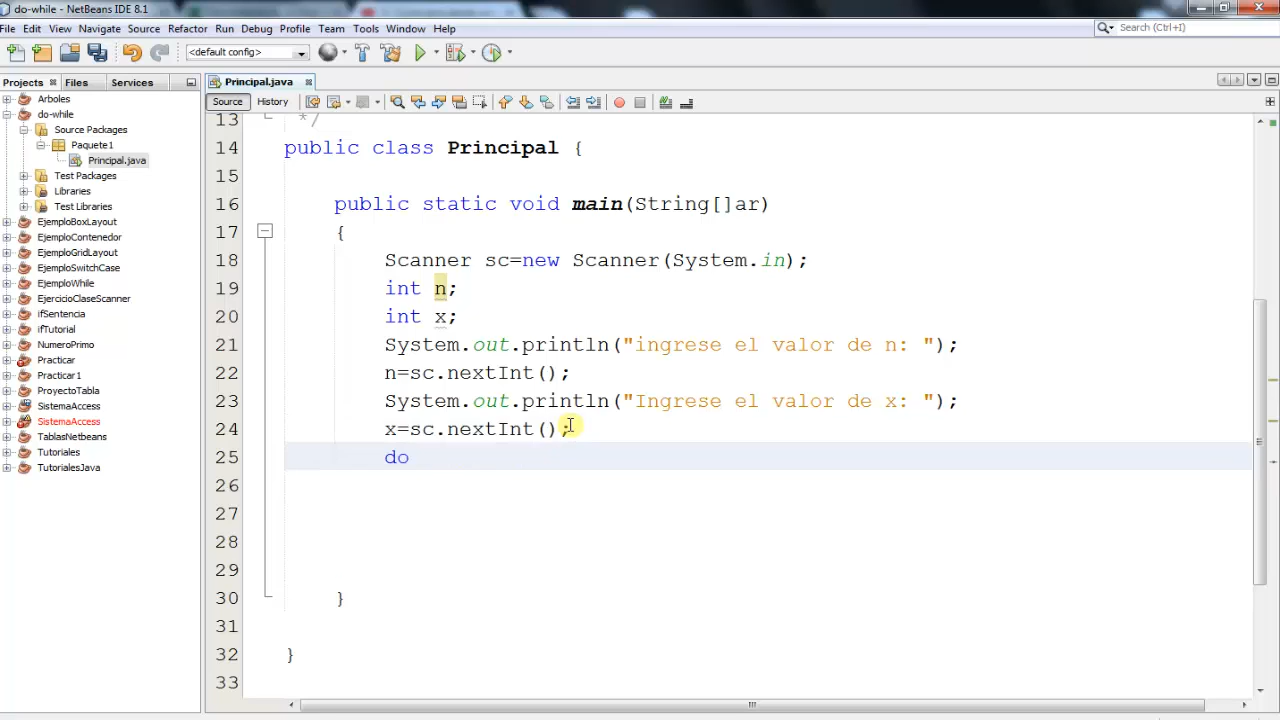 do-while - NetBeans IDE 8.1
File Edit View Navigate Source Refactor Run Debug Profile Team Tools Window Help
Search (Ctrl+I)
<default config>
Projects Files Services
Principal.java
Source History
Arboles
do-while
Source Packages
Paquete1
Principal.java
Test Packages
Libraries
Test Libraries
EjemploBoxLayout
EjemploContenedor
EjemploGridLayout
EjemploSwitchCase
EjemploWhile
EjercicioClaseScanner
ifSentencia
ifTutorial
NumeroPrimo
Practicar
Practicar1
ProyectoTabla
SistemaAccess
SistemaAccess
TablasNetbeans
Tutoriales
TutorialesJava
13 */
14 public class Principal {
15
16 public static void main(String[]ar)
17 {
18 Scanner sc=new Scanner(System.in);
19 int n;
20 int x;
21 System.out.println("ingrese el valor de n: ");
22 n=sc.nextInt();
23 System.out.println("Ingrese el valor de x: ");
24 x=sc.nextInt();
25 do
26
27
28
29
30 }
31
32 }
33